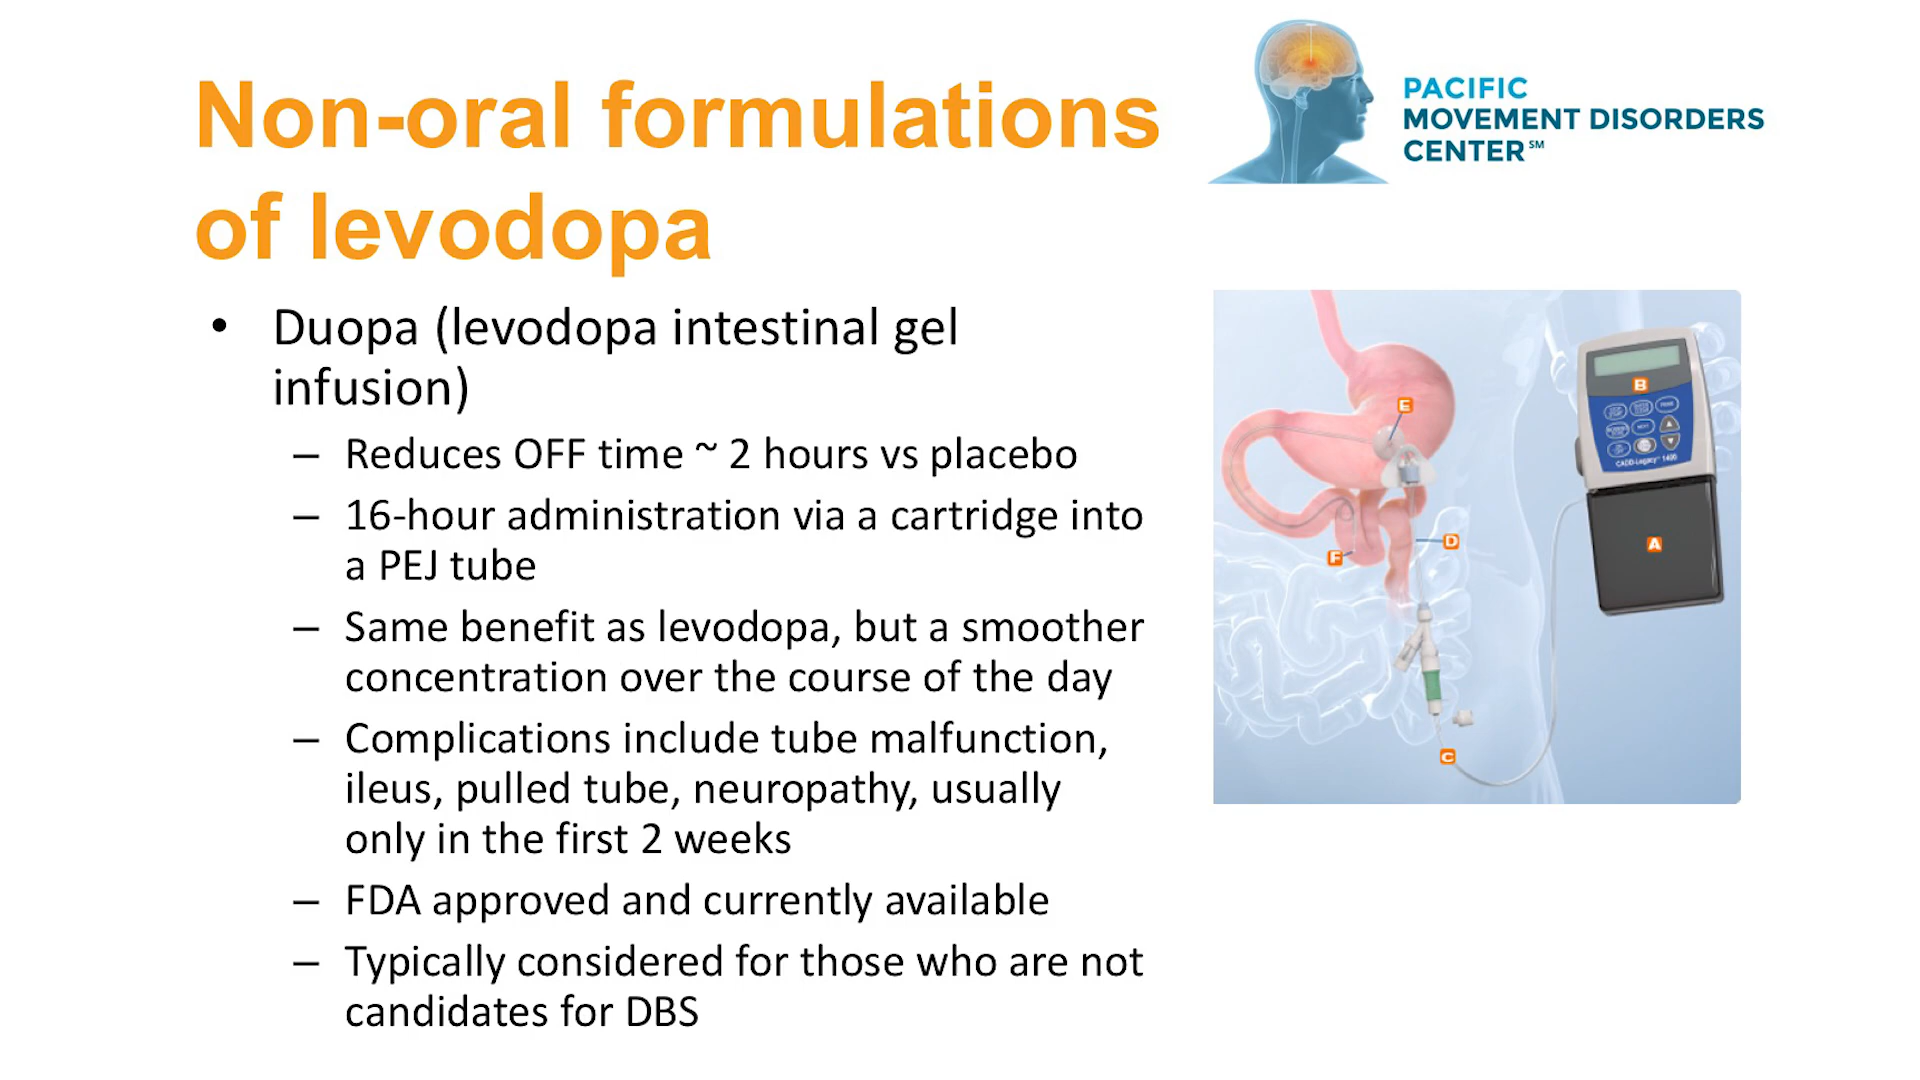 Non-oral formulations
of levodopa
PACIFIC
MOVEMENT DISORDERS
CENTER℠
• Duopa (levodopa intestinal gel
infusion)
– Reduces OFF time ~ 2 hours vs placebo
– 16-hour administration via a cartridge into
a PEJ tube
– Same benefit as levodopa, but a smoother
concentration over the course of the day
– Complications include tube malfunction,
ileus, pulled tube, neuropathy, usually
only in the first 2 weeks
– FDA approved and currently available
– Typically considered for those who are not
candidates for DBS
B
CADD-Legacy™ 1400
A
E
D
F
C